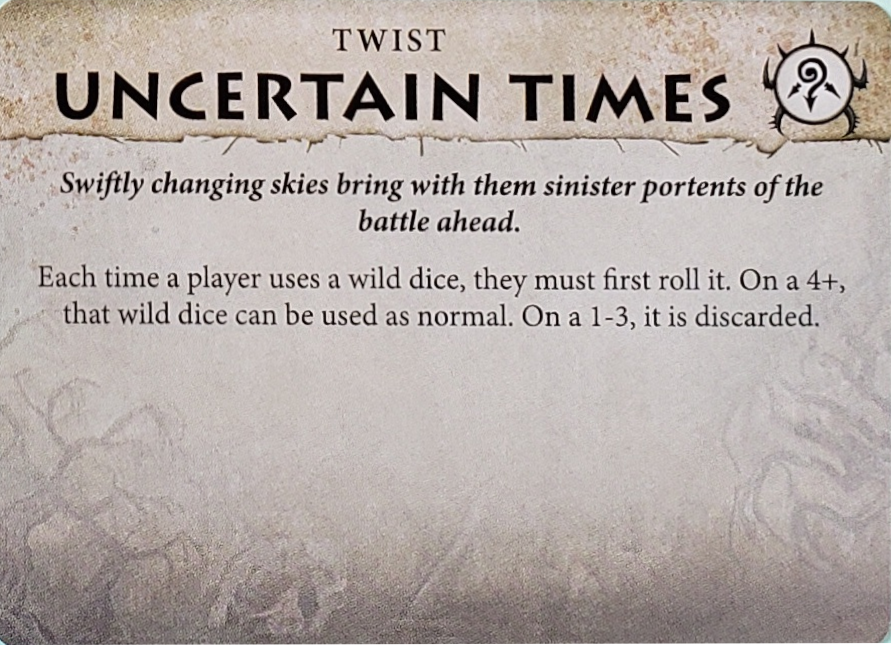 TWIST
UNCERTAIN TIMES
Swiftly changing skies bring with them sinister portents of the
battle ahead.
Each time a player uses a wild dice, they must first roll it. On a 4+,
that wild dice can be used as normal. On a 1-3, it is discarded.